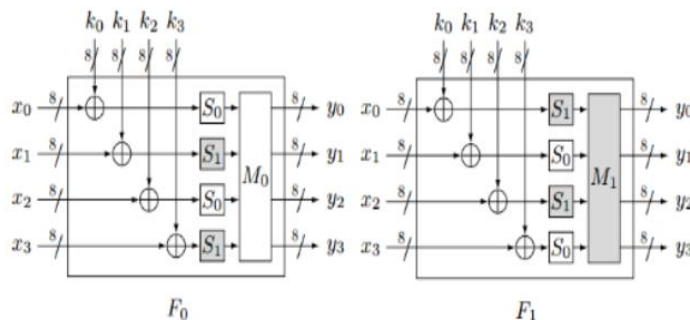 k₀ k₁ k₂ k₃ k₀ k₁ k₂ k₃
8 8 8 8 8 8 8 8
x₀ 8 S₀ 8 y₀ x₀ 8 S₁ 8 y₀
x₁ 8 S₁ 8 y₁ x₁ 8 S₀ 8 y₁
M₀ M₁
x₂ 8 S₀ 8 y₂ x₂ 8 S₁ 8 y₂
x₃ 8 S₁ 8 y₃ x₃ 8 S₀ 8 y₃
F₀ F₁